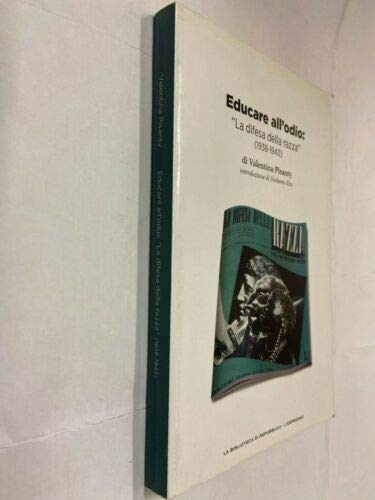 Valentina Pisanty
Educare all'odio: "La difesa della razza" (1938-1943)
Educare all'odio:
"La difesa della razza"
(1938-1943)
di Valentina Pisanty
introduzione di Umberto Eco
LA DIFESA DELLA
RAZZA
LA BIBLIOTECA DI REPUBBLICA - L'ESPRESSO